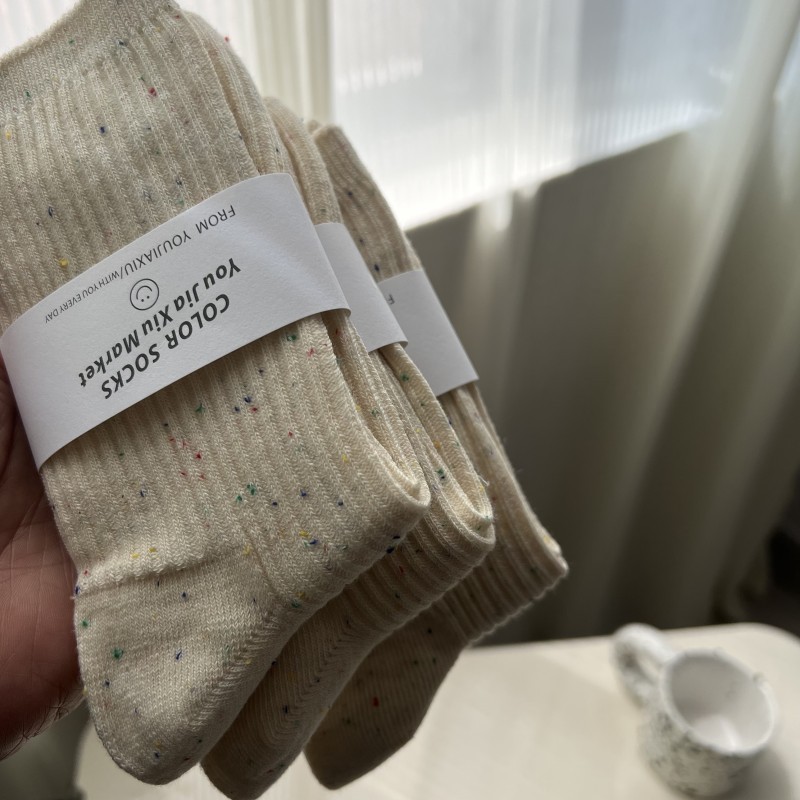 COLOR SOCKS
You Jia Xiu Market
FROM YOUJIAXIU/WITH YOU EVERY DAY
F